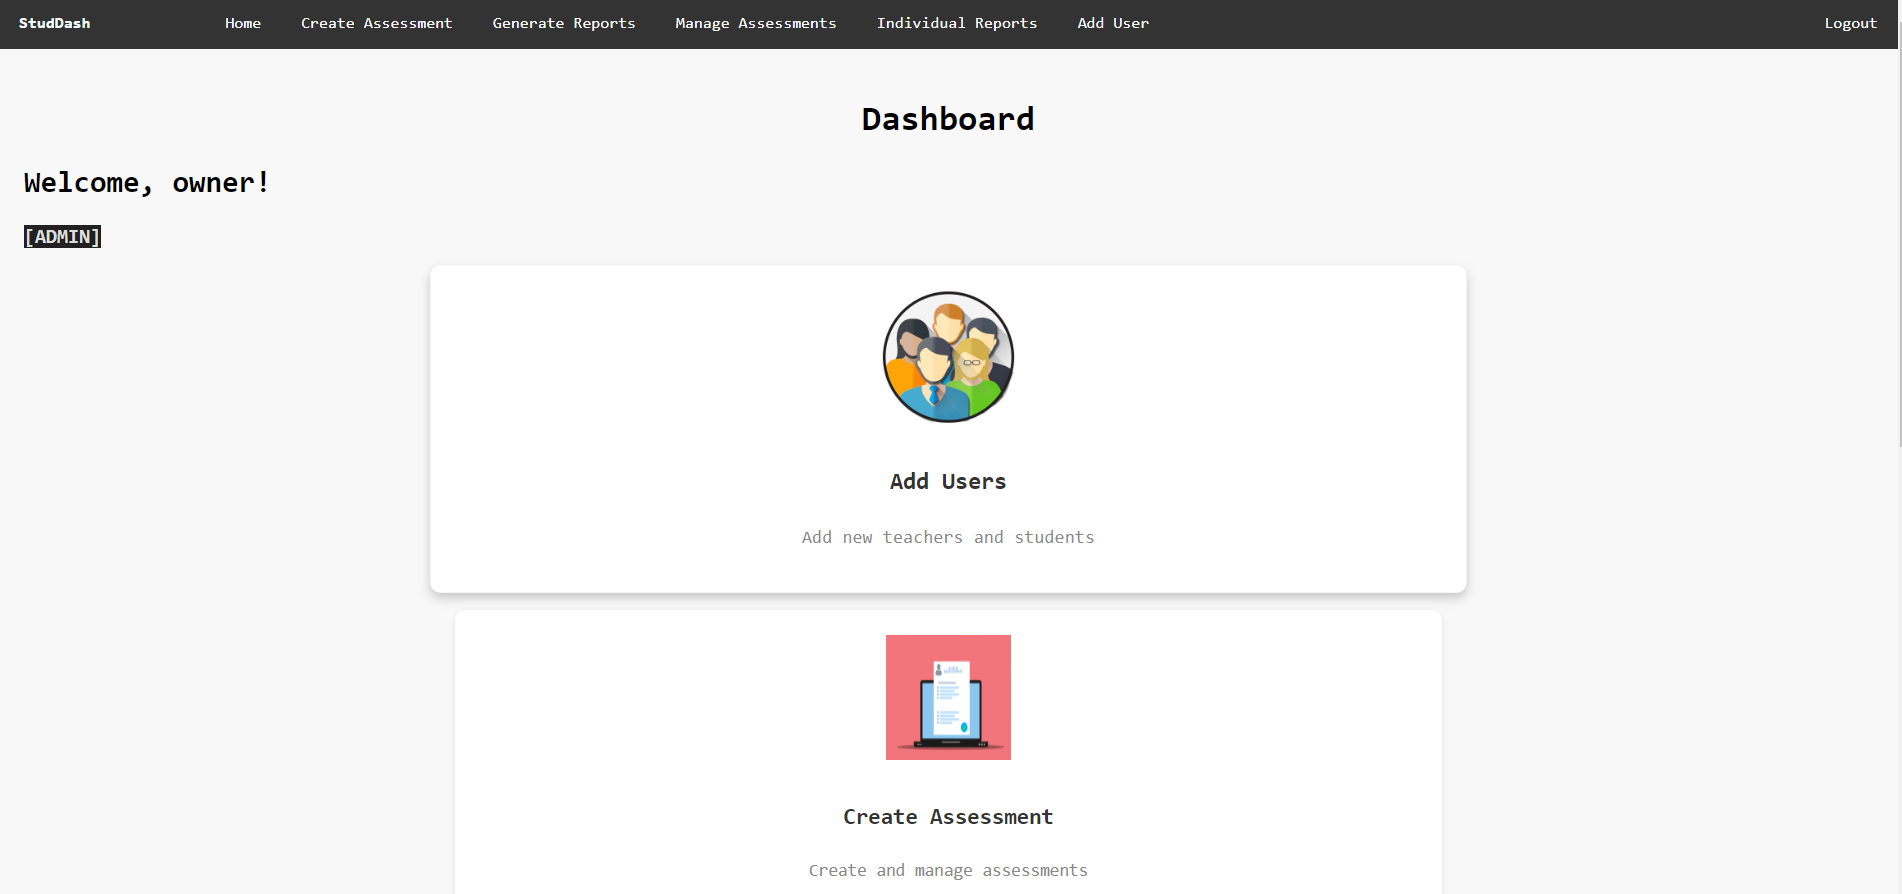 StudDash Home Create Assessment Generate Reports Manage Assessments Individual Reports Add User Logout
Dashboard
Welcome, owner!
[ADMIN]
Add Users
Add new teachers and students
Create Assessment
Create and manage assessments